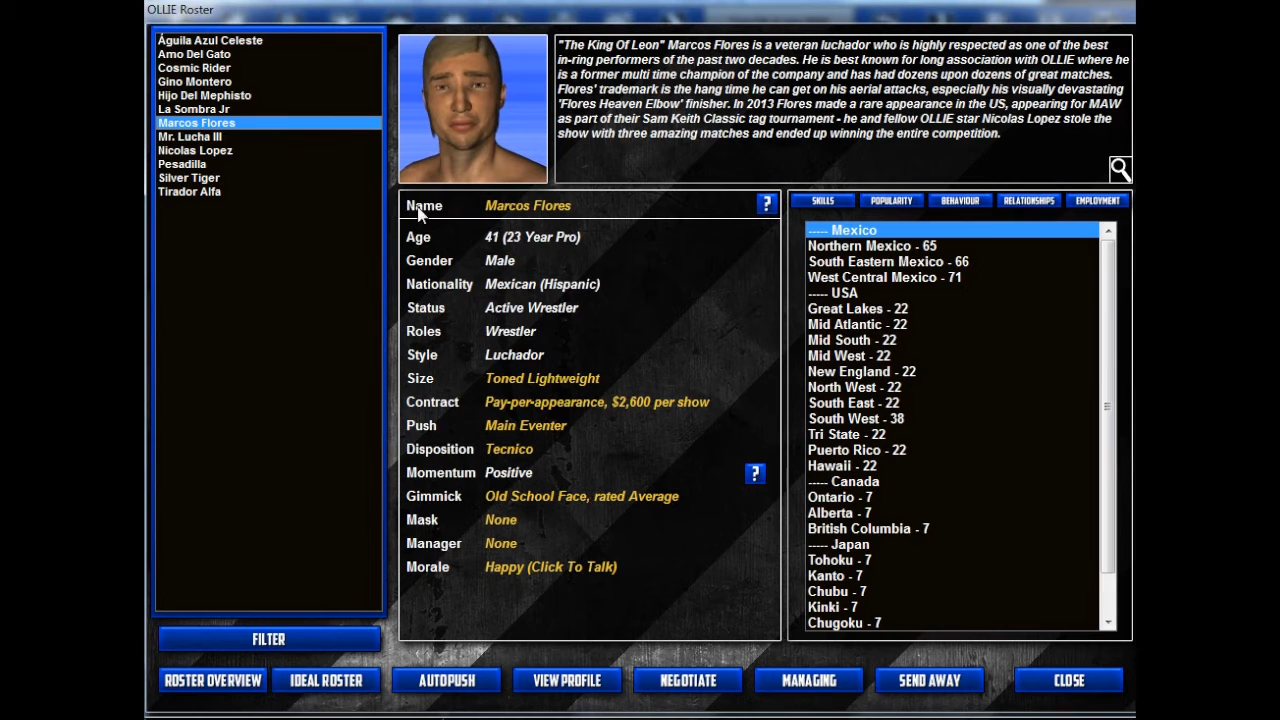 OLLIE Roster
Águila Azul Celeste
Amo Del Gato
Cosmic Rider
Gino Montero
Hijo Del Mephisto
La Sombra Jr
Marcos Flores
Mr. Lucha III
Nicolas Lopez
Pesadilla
Silver Tiger
Tirador Alfa
FILTER
"The King Of Leon" Marcos Flores is a veteran luchador who is highly respected as one of the best
in-ring performers of the past two decades. He is best known for long association with OLLIE where he
is a former multi time champion of the company and has had dozens upon dozens of great matches.
Flores' trademark is the hang time he can get on his aerial attacks, especially his visually devastating
'Flores Heaven Elbow' finisher. In 2013 Flores made a rare appearance in the US, appearing for MAW
as part of their Sam Keith Classic tag tournament - he and fellow OLLIE star Nicolas Lopez stole the
show with three amazing matches and ended up winning the entire competition.
Name Marcos Flores ?
Age 41 (23 Year Pro)
Gender Male
Nationality Mexican (Hispanic)
Status Active Wrestler
Roles Wrestler
Style Luchador
Size Toned Lightweight
Contract Pay-per-appearance, $2,600 per show
Push Main Eventer
Disposition Tecnico
Momentum Positive ?
Gimmick Old School Face, rated Average
Mask None
Manager None
Morale Happy (Click To Talk)
SKILLS POPULARITY BEHAVIOUR RELATIONSHIPS EMPLOYMENT
----- Mexico
Northern Mexico - 65
South Eastern Mexico - 66
West Central Mexico - 71
----- USA
Great Lakes - 22
Mid Atlantic - 22
Mid South - 22
Mid West - 22
New England - 22
North West - 22
South East - 22
South West - 38
Tri State - 22
Puerto Rico - 22
Hawaii - 22
----- Canada
Ontario - 7
Alberta - 7
British Columbia - 7
----- Japan
Tohoku - 7
Kanto - 7
Chubu - 7
Kinki - 7
Chugoku - 7
ROSTER OVERVIEW IDEAL ROSTER AUTOPUSH VIEW PROFILE NEGOTIATE MANAGING SEND AWAY CLOSE